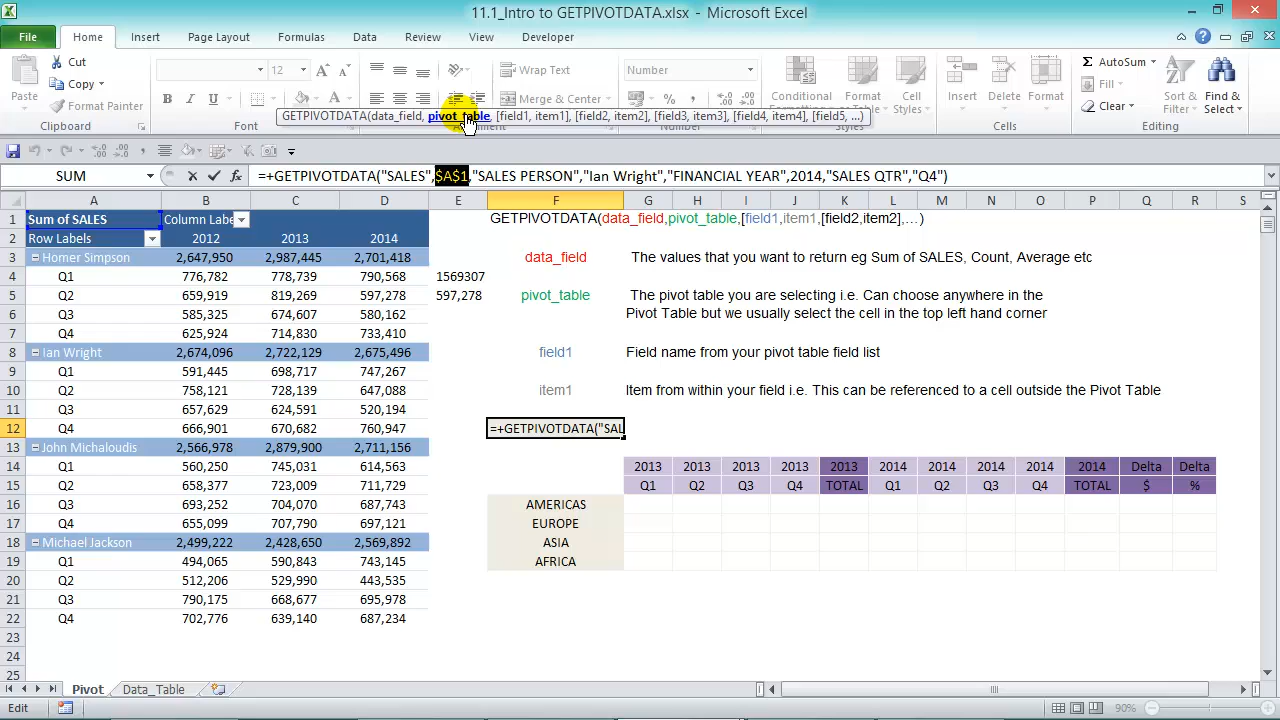 11.1_Intro to GETPIVOTDATA.xlsx - Microsoft Excel
File Home Insert Page Layout Formulas Data Review View Developer
Paste Cut Copy Format Painter
12 Wrap Text Merge & Center Number
Formatting Table Styles Insert Delete Format AutoSum Fill Clear Sort & Filter Find & Select
Clipboard Font Alignment Number Cells
GETPIVOTDATA(data_field, pivot_table, [field1, item1], [field2, item2], [field3, item3], [field4, item4], [field5, ...)
SUM =+GETPIVOTDATA("SALES",$A$1,"SALES PERSON","Ian Wright","FINANCIAL YEAR",2014,"SALES QTR","Q4")
A B C D E F G H I J K L M N O P Q R S
1 Sum of SALES Column Labe GETPIVOTDATA(data_field,pivot_table,[field1,item1,[field2,item2],...)
2 Row Labels 2012 2013 2014
3 Homer Simpson 2,647,950 2,987,445 2,701,418 data_field The values that you want to return eg Sum of SALES, Count, Average etc
4 Q1 776,782 778,739 790,568 1569307
5 Q2 659,919 819,269 597,278 597,278 pivot_table The pivot table you are selecting i.e. Can choose anywhere in the
6 Q3 585,325 674,607 580,162 Pivot Table but we usually select the cell in the top left hand corner
7 Q4 625,924 714,830 733,410
8 Ian Wright 2,674,096 2,722,129 2,675,496 field1 Field name from your pivot table field list
9 Q1 591,445 698,717 747,267
10 Q2 758,121 728,139 647,088 item1 Item from within your field i.e. This can be referenced to a cell outside the Pivot Table
11 Q3 657,629 624,591 520,194
12 Q4 666,901 670,682 760,947 =+GETPIVOTDATA("SAL
13 John Michaloudis 2,566,978 2,879,900 2,711,156
14 Q1 560,250 745,031 614,563 2013 2013 2013 2013 2013 2014 2014 2014 2014 2014 Delta Delta
15 Q2 658,377 723,009 711,729 Q1 Q2 Q3 Q4 TOTAL Q1 Q2 Q3 Q4 TOTAL $ %
16 Q3 693,252 704,070 687,743 AMERICAS
17 Q4 655,099 707,790 697,121 EUROPE
18 Michael Jackson 2,499,222 2,428,650 2,569,892 ASIA
19 Q1 494,065 590,843 743,145 AFRICA
20 Q2 512,206 529,990 443,535
21 Q3 790,175 668,677 695,978
22 Q4 702,776 639,140 687,234
23
24
25
Pivot Data_Table
Edit 90%